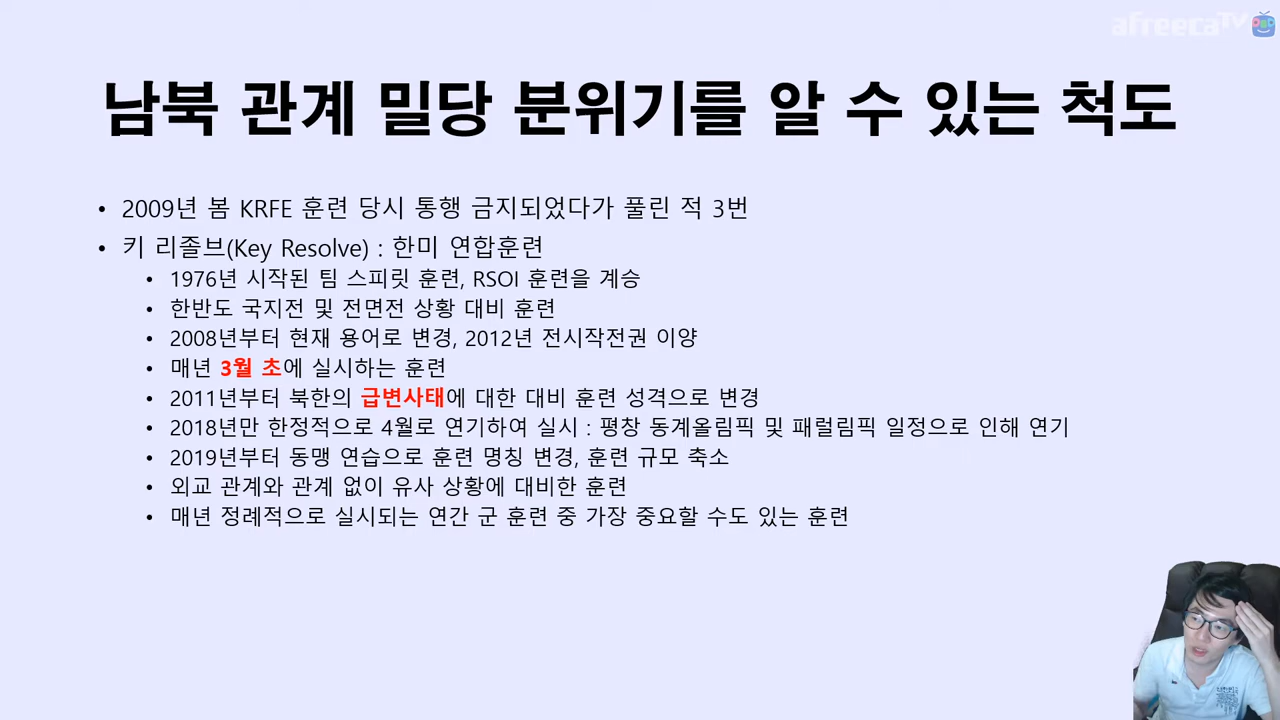 afreecaTV
남북 관계 밀당 분위기를 알 수 있는 척도
• 2009년 봄 KRFE 훈련 당시 통행 금지되었다가 풀린 적 3번
• 키 리졸브(Key Resolve) : 한미 연합훈련
• 1976년 시작된 팀 스피릿 훈련, RSOI 훈련을 계승
• 한반도 국지전 및 전면전 상황 대비 훈련
• 2008년부터 현재 용어로 변경, 2012년 전시작전권 이양
• 매년 3월 초에 실시하는 훈련
• 2011년부터 북한의 급변사태에 대한 대비 훈련 성격으로 변경
• 2018년만 한정적으로 4월로 연기하여 실시 : 평창 동계올림픽 및 패럴림픽 일정으로 인해 연기
• 2019년부터 동맹 연습으로 훈련 명칭 변경, 훈련 규모 축소
• 외교 관계와 관계 없이 유사 상황에 대비한 훈련
• 매년 정례적으로 실시되는 연간 군 훈련 중 가장 중요할 수도 있는 훈련